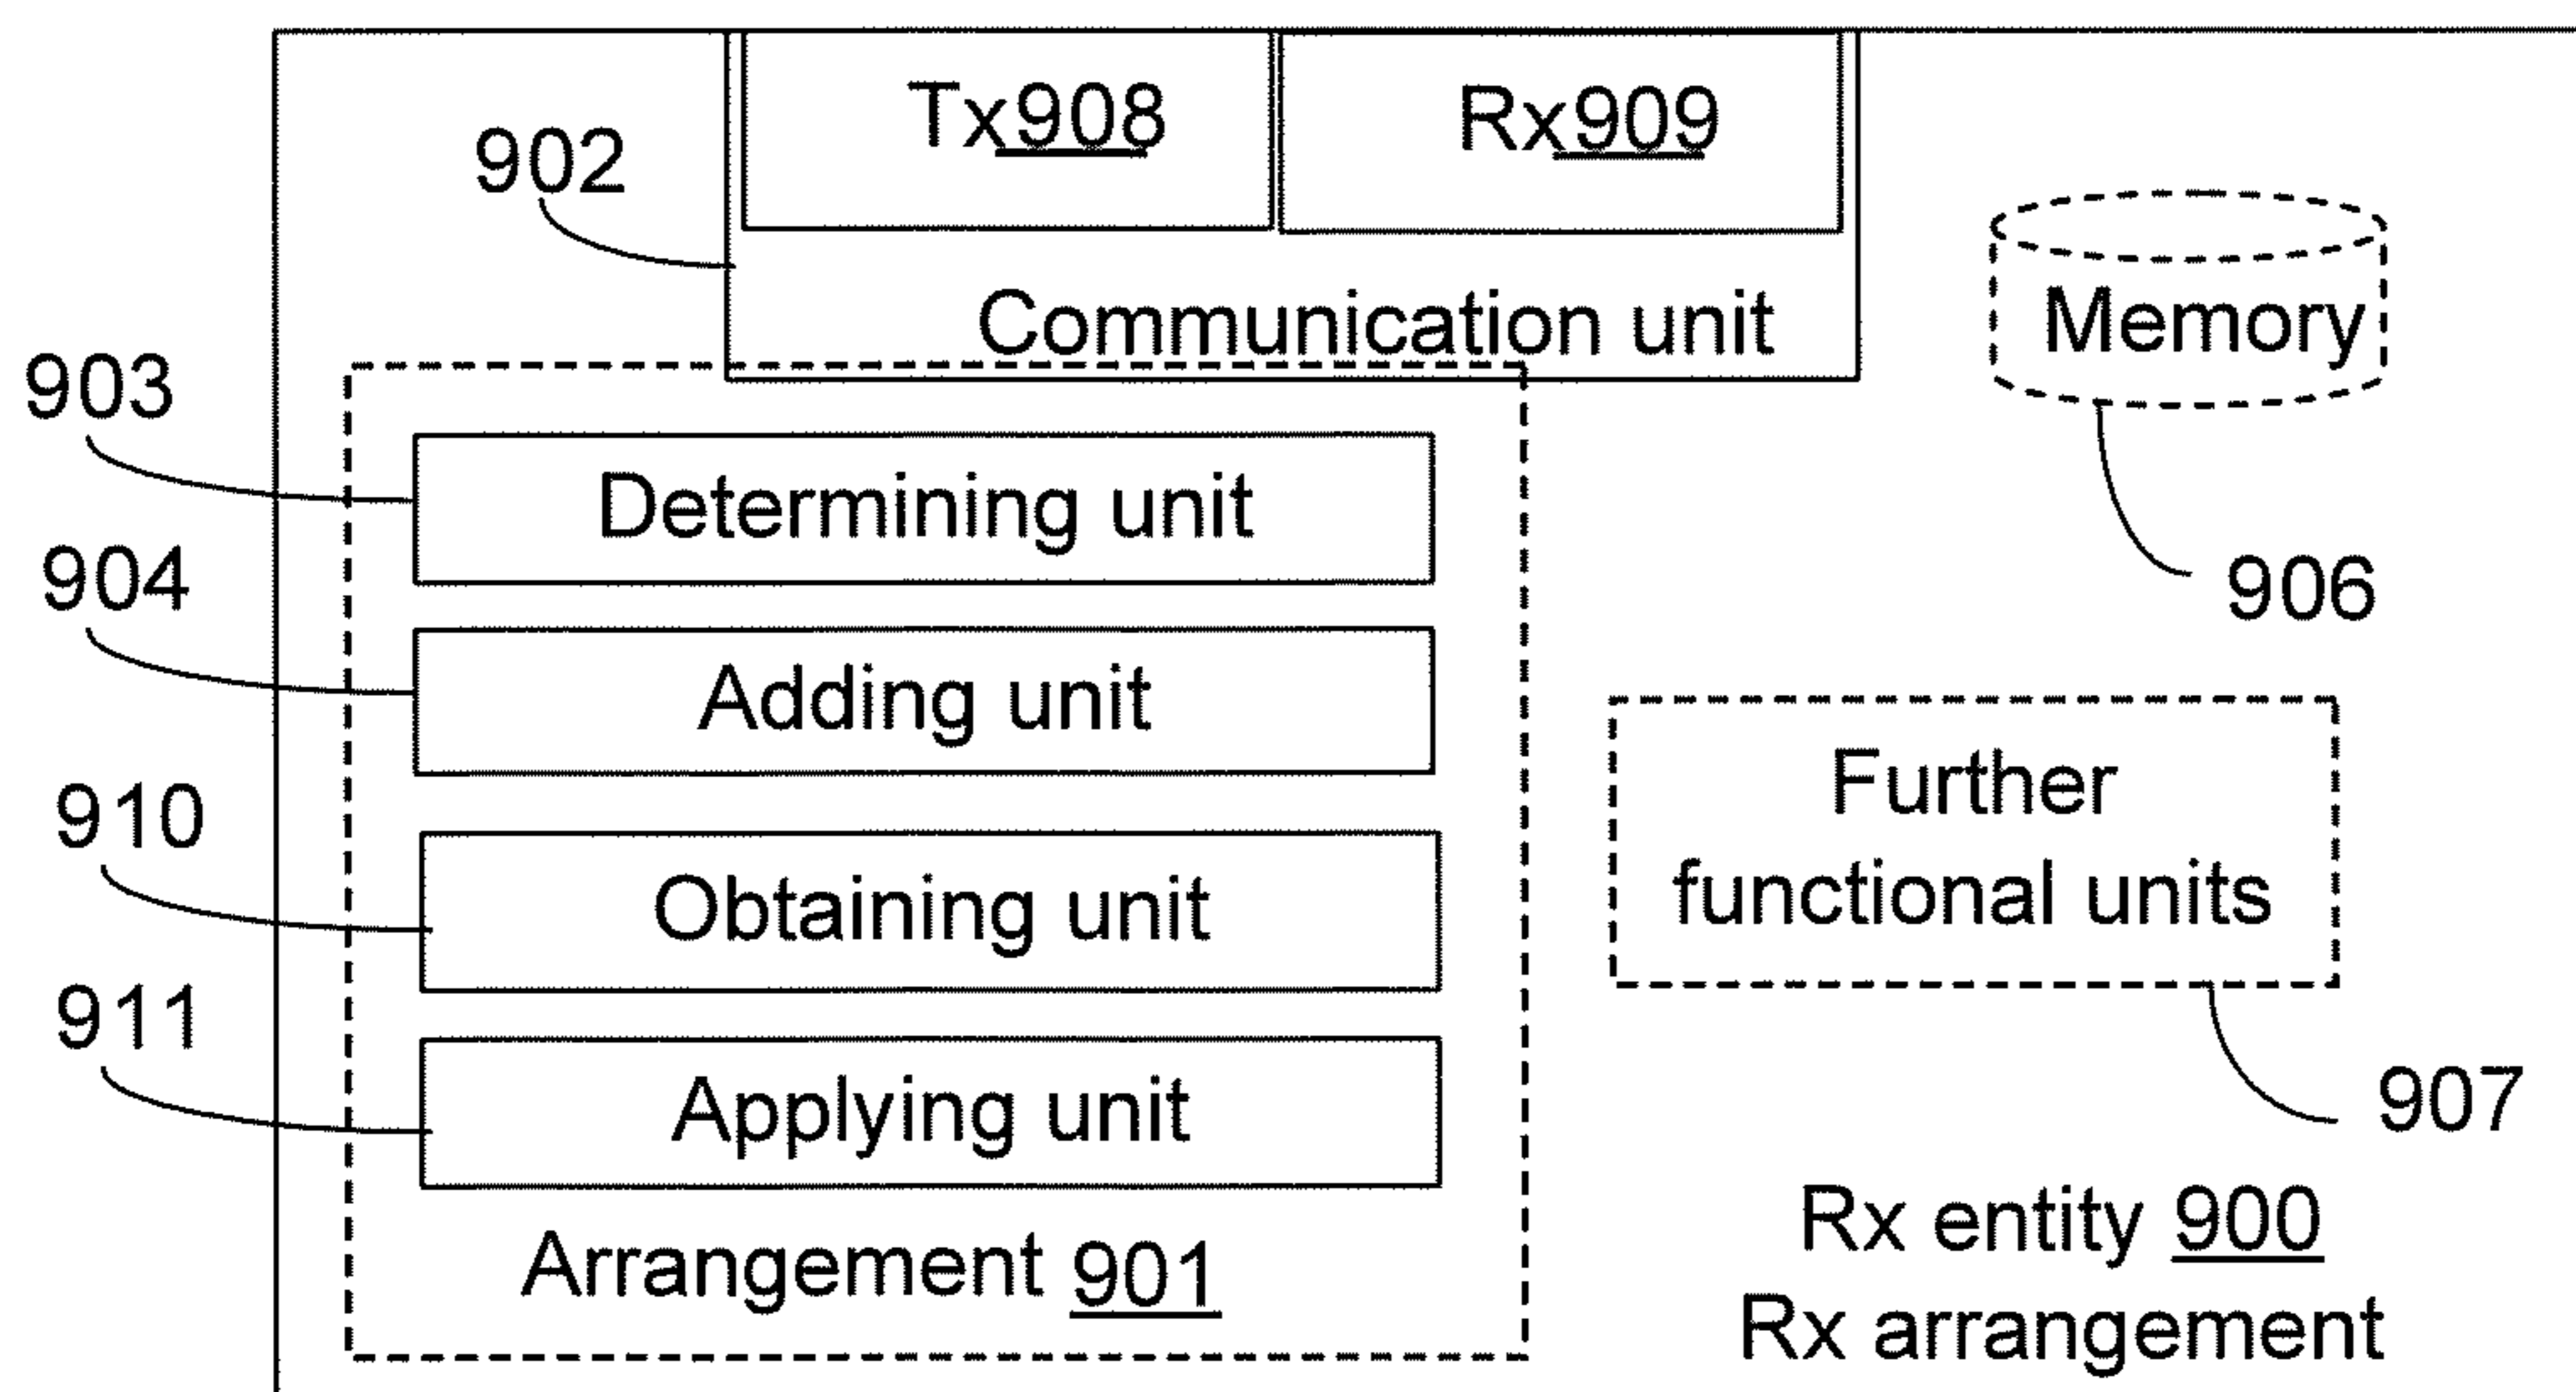 Tx908
Rx909
902
Communication unit
Memory
903
Determining unit
906
904
Adding unit
Further
functional units
910
Obtaining unit
907
911
Applying unit
Arrangement 901
Rx entity 900
Rx arrangement